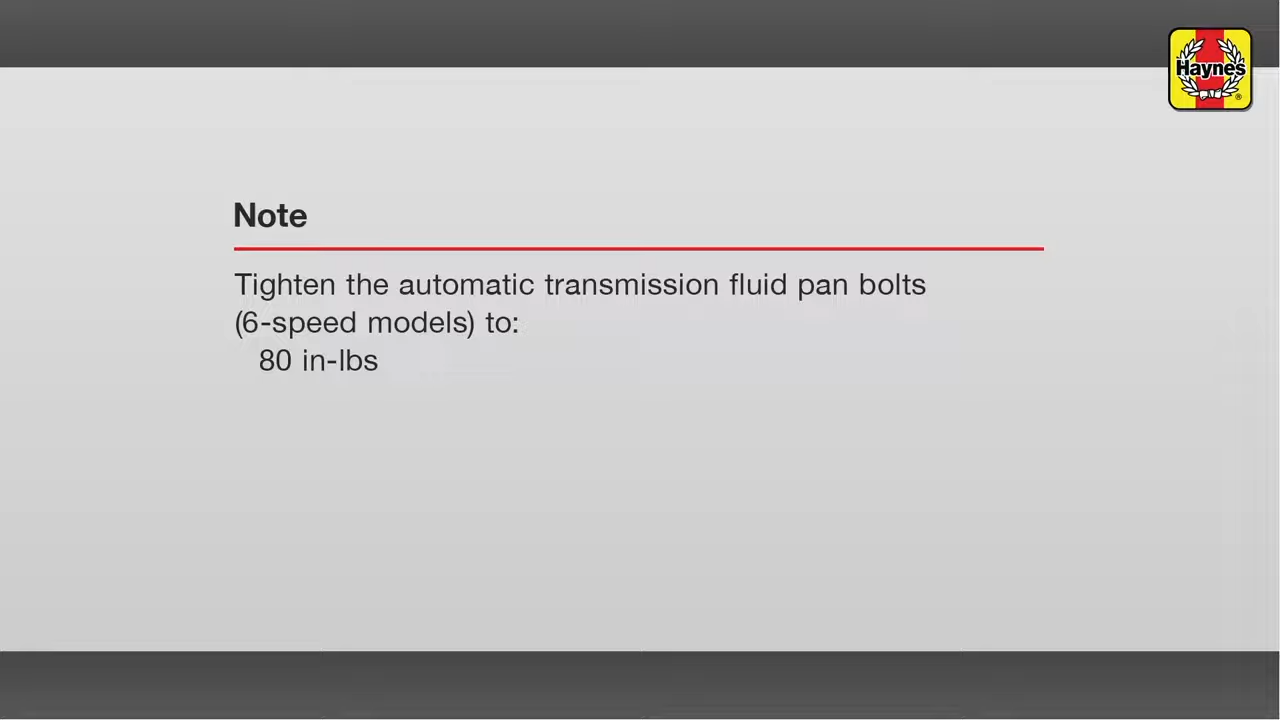 Haynes
Note
Tighten the automatic transmission fluid pan bolts
(6-speed models) to:
80 in-lbs